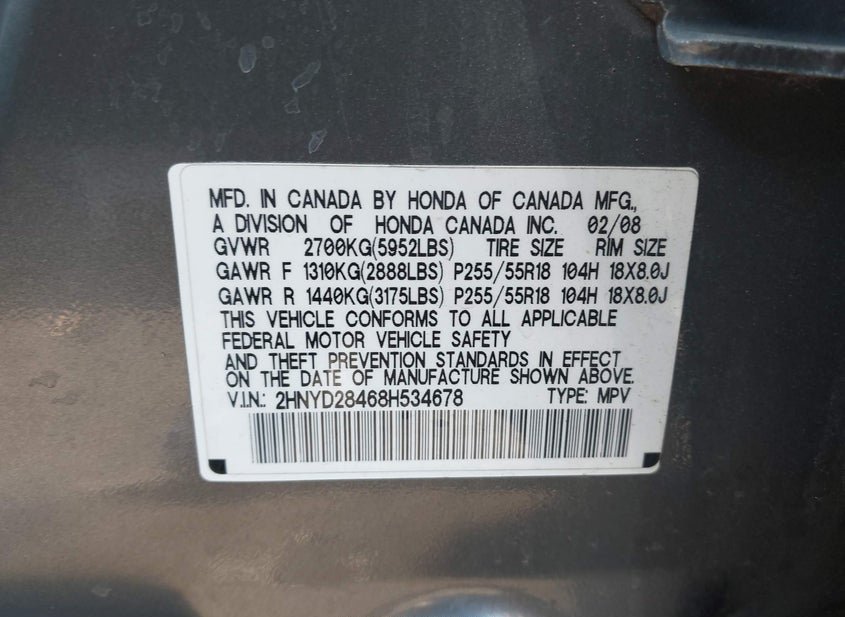 MFD. IN CANADA BY HONDA OF CANADA MFG.,
A DIVISION OF HONDA CANADA INC. 02/08
GVWR 2700KG(5952LBS) TIRE SIZE RIM SIZE
GAWR F 1310KG(2888LBS) P255/55R18 104H 18X8.0J
GAWR R 1440KG(3175LBS) P255/55R18 104H 18X8.0J
THIS VEHICLE CONFORMS TO ALL APPLICABLE
FEDERAL MOTOR VEHICLE SAFETY
AND THEFT PREVENTION STANDARDS IN EFFECT
ON THE DATE OF MANUFACTURE SHOWN ABOVE.
V.I.N.: 2HNYD28468H534678 TYPE: MPV